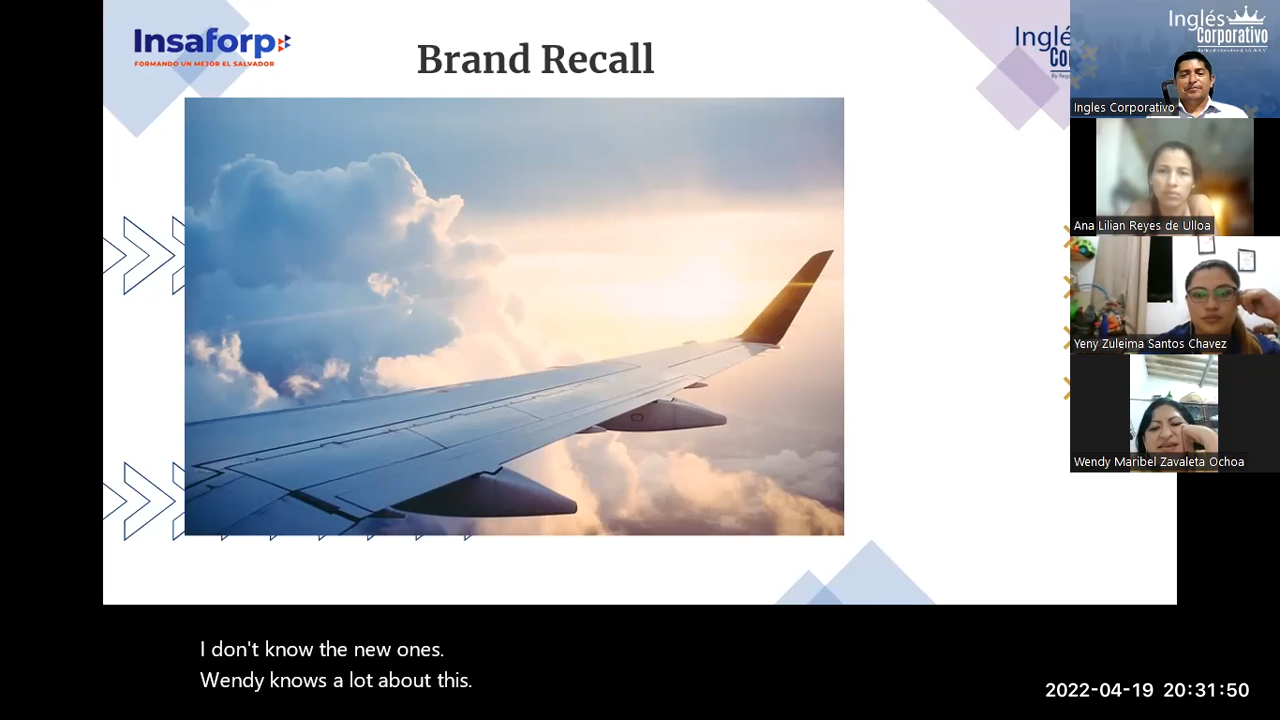 Insaforp
FORMANDO UN MEJOR EL SALVADOR
Brand Recall
Inglés
Corporativo
Ingles Corporativo
Ana Lilian Reyes de Ulloa
Yeny Zuleima Santos Chavez
Wendy Maribel Zavaleta Ochoa
I don't know the new ones.
Wendy knows a lot about this.
2022-04-19 20:31:50